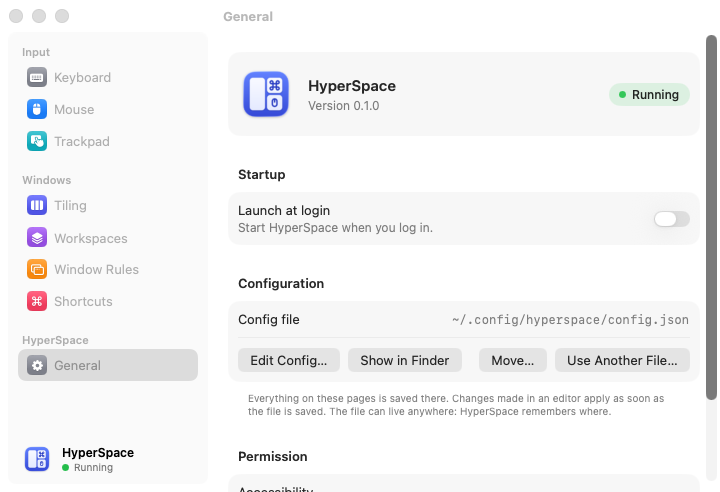 General
Input
Keyboard
Mouse
Trackpad
Windows
Tiling
Workspaces
Window Rules
Shortcuts
HyperSpace
General
HyperSpace
Running
HyperSpace
Version 0.1.0
Running
Startup
Launch at login
Start HyperSpace when you log in.
Configuration
Config file
~/.config/hyperspace/config.json
Edit Config...
Show in Finder
Move...
Use Another File...
Everything on these pages is saved there. Changes made in an editor apply as soon as
the file is saved. The file can live anywhere: HyperSpace remembers where.
Permission
Accessibility